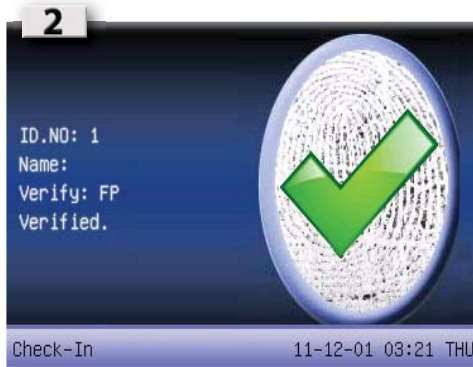 2
ID.NO: 1
Name:
Verify: FP
Verified.
Check-In 11-12-01 03:21 THU